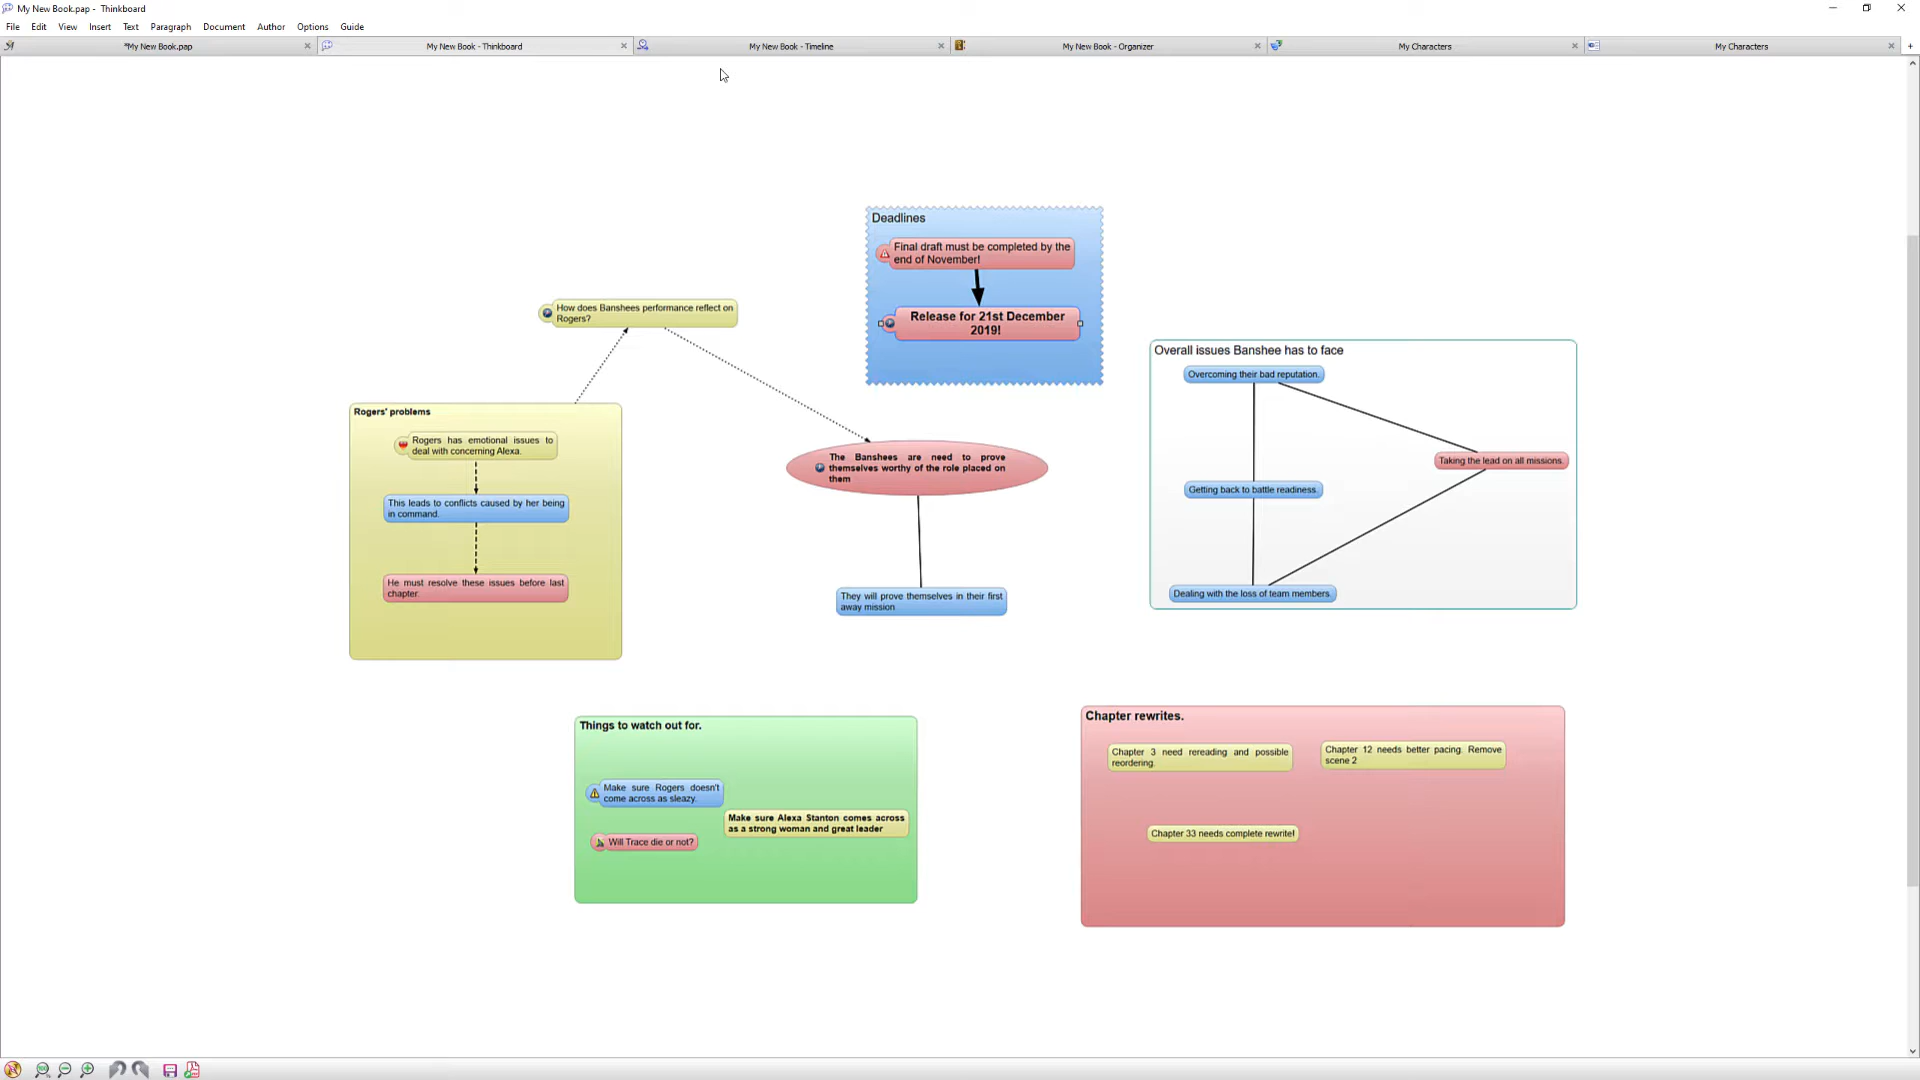 My New Book.pap - Thinkboard
File Edit View Insert Text Paragraph Document Author Options Guide
*My New Book.pap
My New Book - Thinkboard
My New Book - Timeline
My New Book - Organizer
My Characters
My Characters
Deadlines
Final draft must be completed by the
end of November!
Release for 21st December
2019!
How does Banshees performance reflect on
Rogers?
Overall issues Banshee has to face
Overcoming their bad reputation.
Taking the lead on all missions.
Getting back to battle readiness.
Dealing with the loss of team members.
Rogers' problems
Rogers has emotional issues to
deal with concerning Alexa.
This leads to conflicts caused by her being
in command.
He must resolve these issues before last
chapter.
The Banshees are need to prove
themselves worthy of the role placed on
them
They will prove themselves in their first
away mission
Things to watch out for.
Make sure Rogers doesn't
come across as sleazy.
Make sure Alexa Stanton comes across
as a strong woman and great leader
Will Trace die or not?
Chapter rewrites.
Chapter 3 need rereading and possible
reordering.
Chapter 12 needs better pacing. Remove
scene 2
Chapter 33 needs complete rewrite!